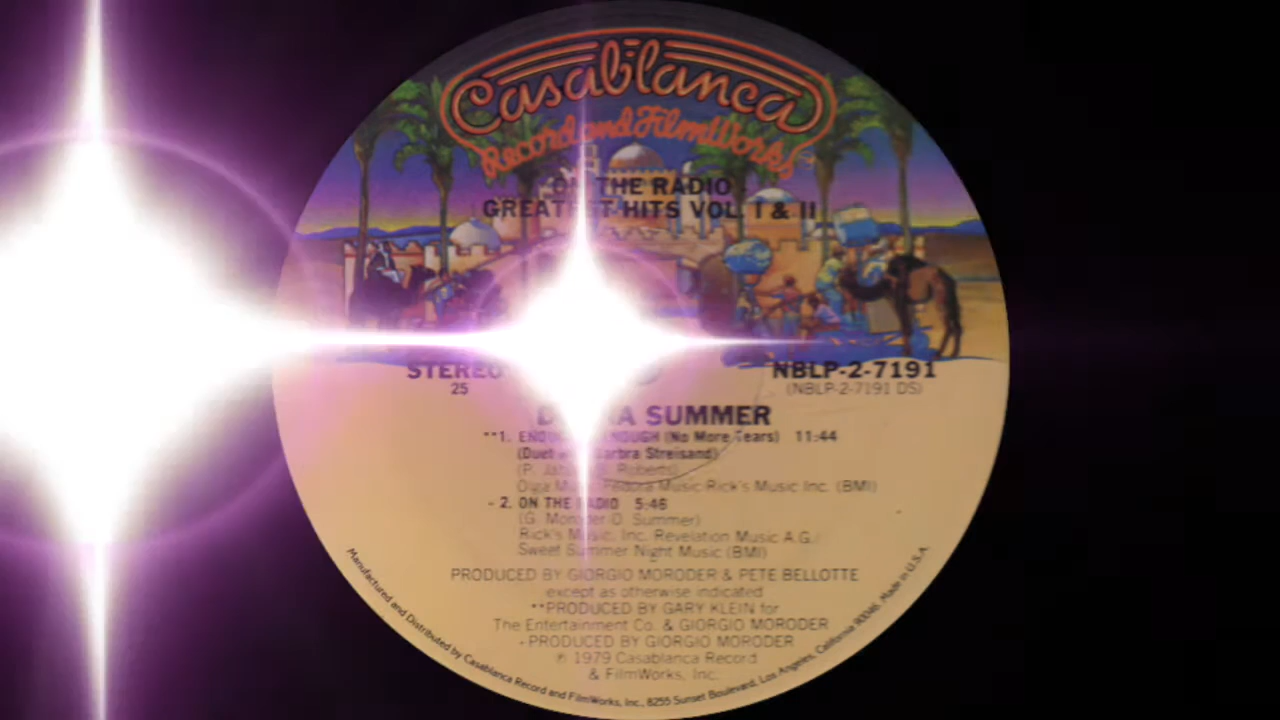 Casablanca
Record and FilmWorks
ON THE RADIO -
GREATEST HITS VOL. I & II
STEREO
NBLP-2-7191
25
(NBLP-2-7191 DS)
SUMMER
**1. ENOUGH (No More Tears) 11:44
(Duet Barbra Streisand)
(P. Roberts)
Olga Fedora Music Rick's Music Inc. (BMI)
- 2. ON THE RADIO 5:46
(G. Moroder D. Summer)
Rick's Music, Inc. Revelation Music A.G./
Sweet Summer Night Music (BMI)
PRODUCED BY GIORGIO MORODER & PETE BELLOTTE
except as otherwise indicated
**PRODUCED BY GARY KLEIN for
The Entertainment Co. & GIORGIO MORODER
- PRODUCED BY GIORGIO MORODER
℗ 1979 Casablanca Record
& FilmWorks, Inc.
Manufactured and Distributed by Casablanca Record and FilmWorks, Inc., 8255 Sunset Boulevard, Los Angeles, California 90046. Made in U.S.A.